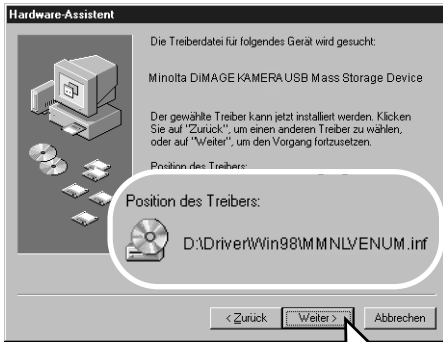 Hardware-Assistent
Die Treiberdatei für folgendes Gerät wird gesucht:
Minolta DiMAGE KAMERA USB Mass Storage Device
Der gewählte Treiber kann jetzt installiert werden. Klicken
Sie auf "Zurück", um einen anderen Treiber zu wählen,
oder auf "Weiter", um den Vorgang fortzusetzen.
Position des Treibers:
Position des Treibers:
D:\Driver\Win98\MMNLVENUM.inf
< Zurück
Weiter >
Abbrechen